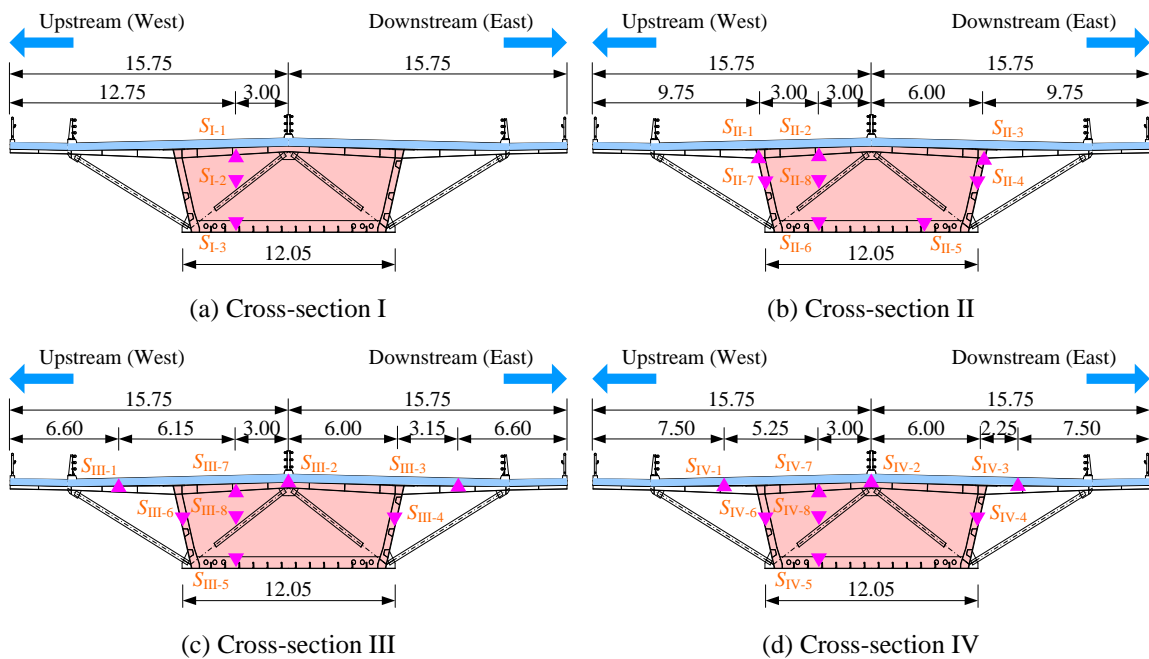 Upstream (West) Downstream (East)
15.75 15.75
12.75 3.00
S_I-1
S_I-2
S_I-3
12.05
(a) Cross-section I
Upstream (West) Downstream (East)
15.75 15.75
9.75 3.00 3.00 6.00 9.75
S_II-1 S_II-2 S_II-3
S_II-7 S_II-8 S_II-4
S_II-6 S_II-5
12.05
(b) Cross-section II
Upstream (West) Downstream (East)
15.75 15.75
6.60 6.15 3.00 6.00 3.15 6.60
S_III-1 S_III-7 S_III-2 S_III-3
S_III-6 S_III-8 S_III-4
S_III-5
12.05
(c) Cross-section III
Upstream (West) Downstream (East)
15.75 15.75
7.50 5.25 3.00 6.00 2.25 7.50
S_IV-1 S_IV-7 S_IV-2 S_IV-3
S_IV-6 S_IV-8 S_IV-4
S_IV-5
12.05
(d) Cross-section IV